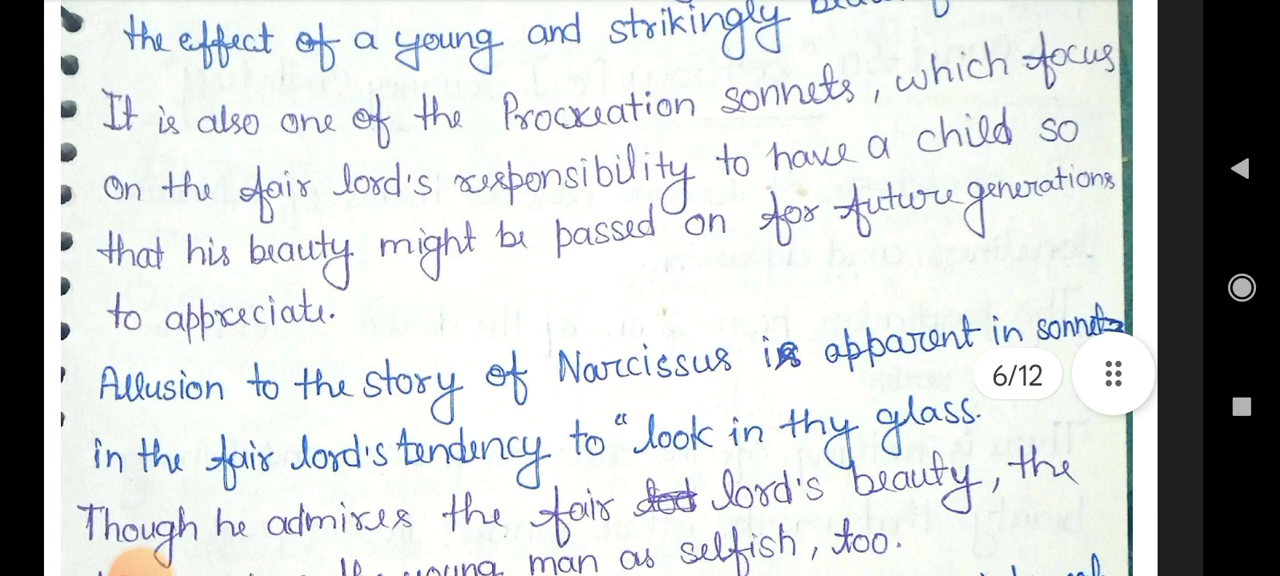 the effect of a young and strikingly
It is also one of the Procreation sonnets, which focus
on the fair lord's responsibility to have a child so
that his beauty might be passed on for future generations
to appreciate.
Allusion to the story of Narcissus is apparent in sonnet
6/12
in the fair lord's tendency to "look in thy glass.
Though he admires the fair lord's beauty, the
young man as selfish, too.